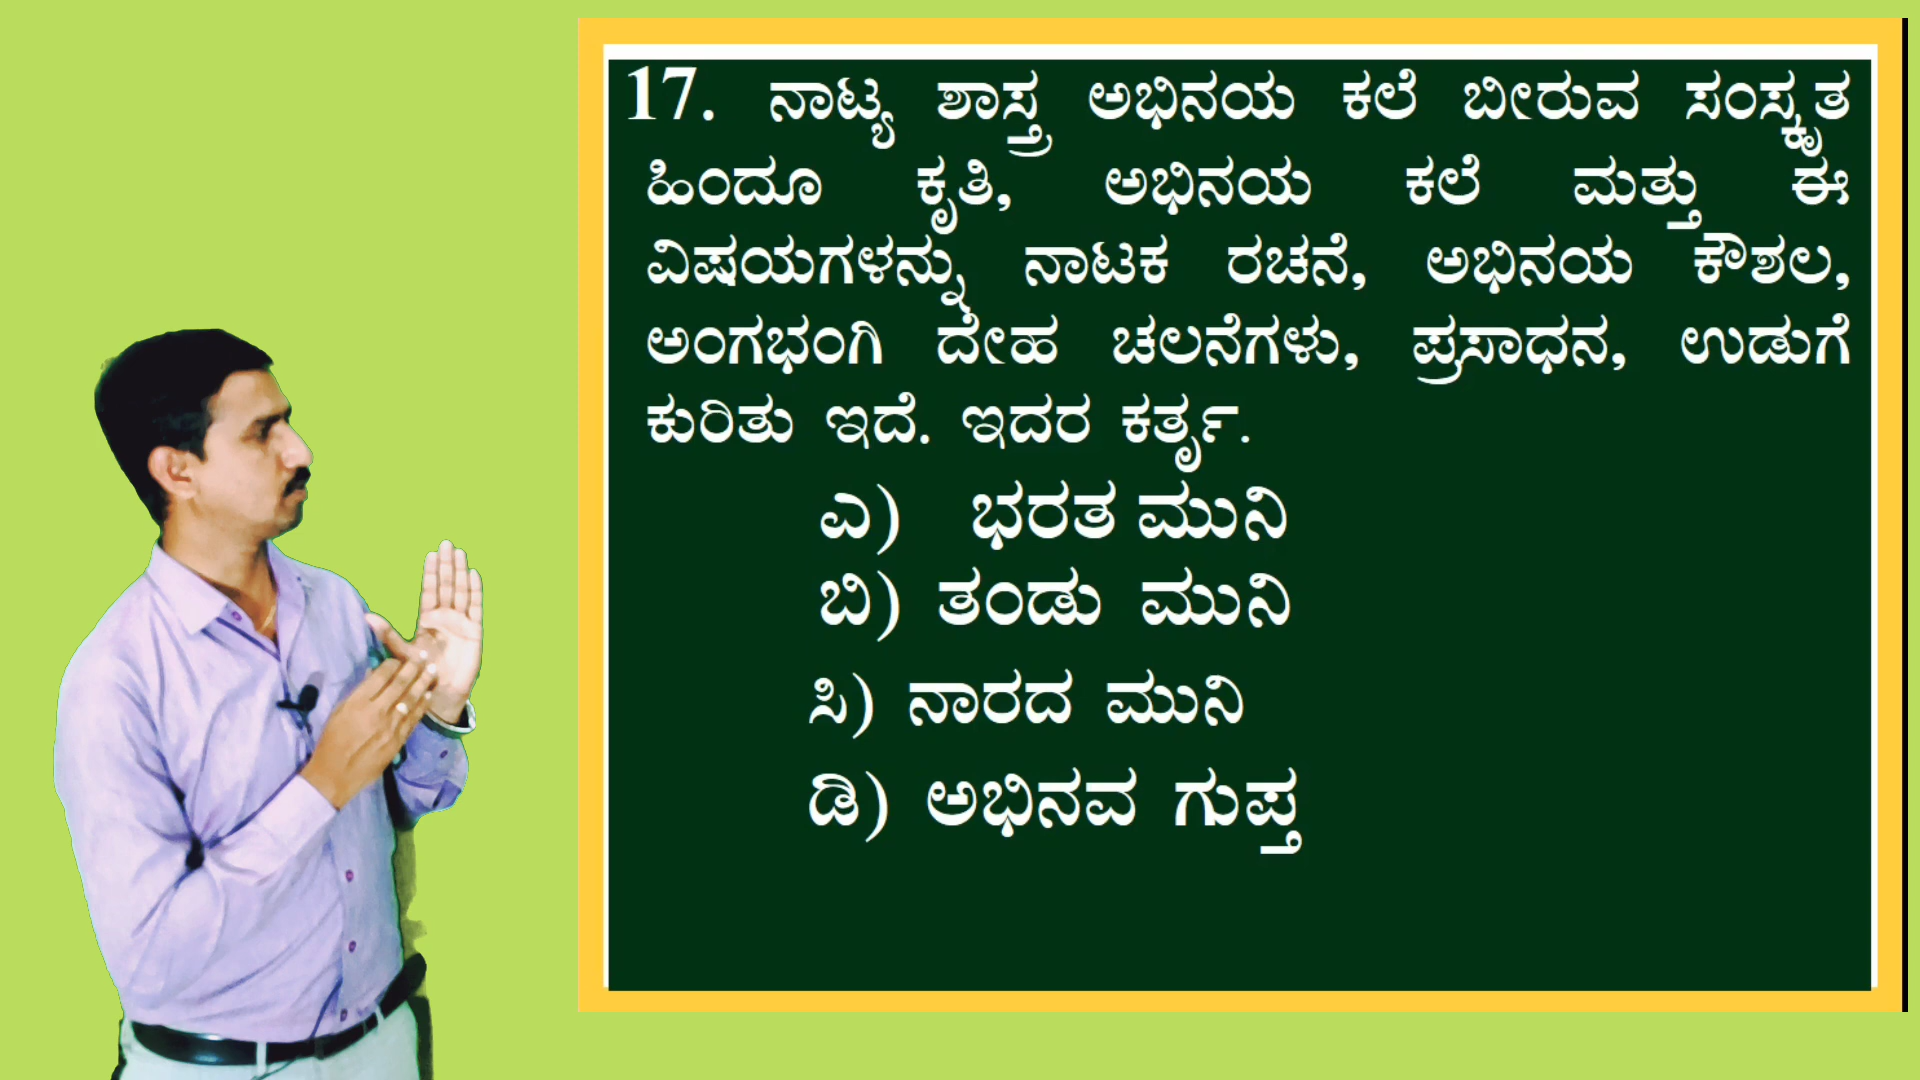 17. ನಾಟ್ಯ ಶಾಸ್ತ್ರ ಅಭಿನಯ ಕಲೆ ಬೀರುವ ಸಂಸ್ಕೃತ
ಹಿಂದೂ ಕೃತಿ, ಅಭಿನಯ ಕಲೆ ಮತ್ತು ಈ
ವಿಷಯಗಳನ್ನು ನಾಟಕ ರಚನೆ, ಅಭಿನಯ ಕೌಶಲ,
ಅಂಗಭಂಗಿ ದೇಹ ಚಲನೆಗಳು, ಪ್ರಸಾಧನ, ಉಡುಗೆ
ಕುರಿತು ಇದೆ. ಇದರ ಕರ್ತೃ.
ಎ) ಭರತ ಮುನಿ
ಬಿ) ತಂಡು ಮುನಿ
ಸಿ) ನಾರದ ಮುನಿ
ಡಿ) ಅಭಿನವ ಗುಪ್ತ